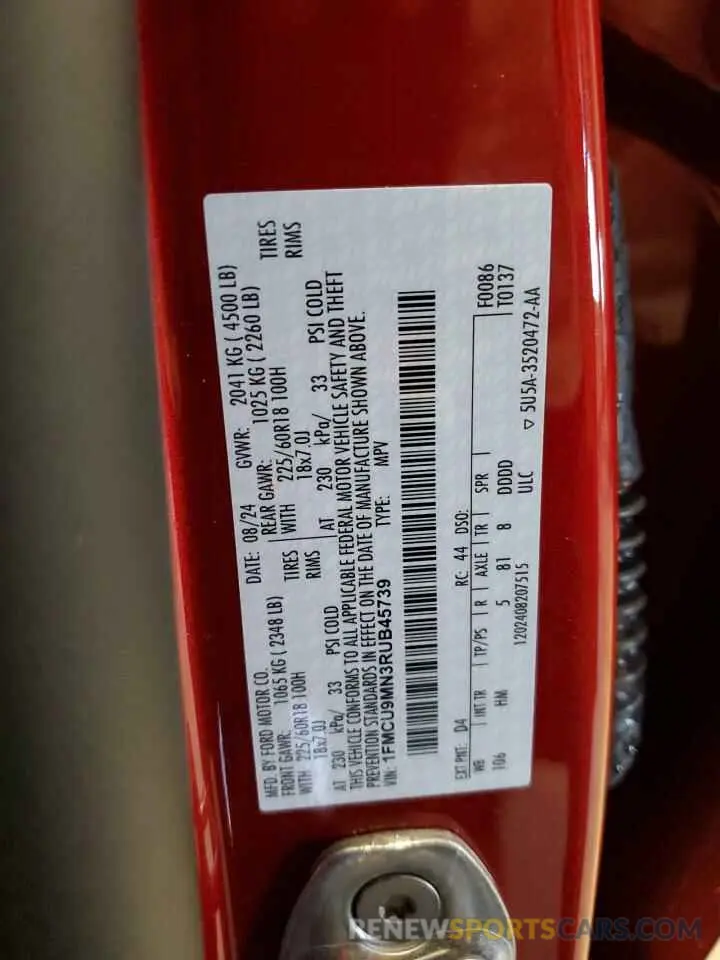 MFD. BY FORD MOTOR CO. DATE: 08/24 GVWR: 2041 KG ( 4500 LB)
FRONT GAWR: 1065 KG ( 2348 LB) REAR GAWR: 1025 KG ( 2260 LB)
WITH 225/60R18 100H TIRES WITH 225/60R18 100H TIRES
18x7.0J RIMS 18x7.0J RIMS
AT 230 kPa/ 33 PSI COLD AT 230 kPa/ 33 PSI COLD
THIS VEHICLE CONFORMS TO ALL APPLICABLE FEDERAL MOTOR VEHICLE SAFETY AND THEFT
PREVENTION STANDARDS IN EFFECT ON THE DATE OF MANUFACTURE SHOWN ABOVE.
VIN: 1FMCU9MN3RUB45739 TYPE: MPV
EXT PNT: D4 RC: 44 DSO: F0086
WB INT TR TP/PS R AXLE TR SPR T0137
106 HM 5 81 8 DDDD
1202408207515 ULC ▽ 5U5A-3520472-AA
RENEWSPORTSCARS.COM